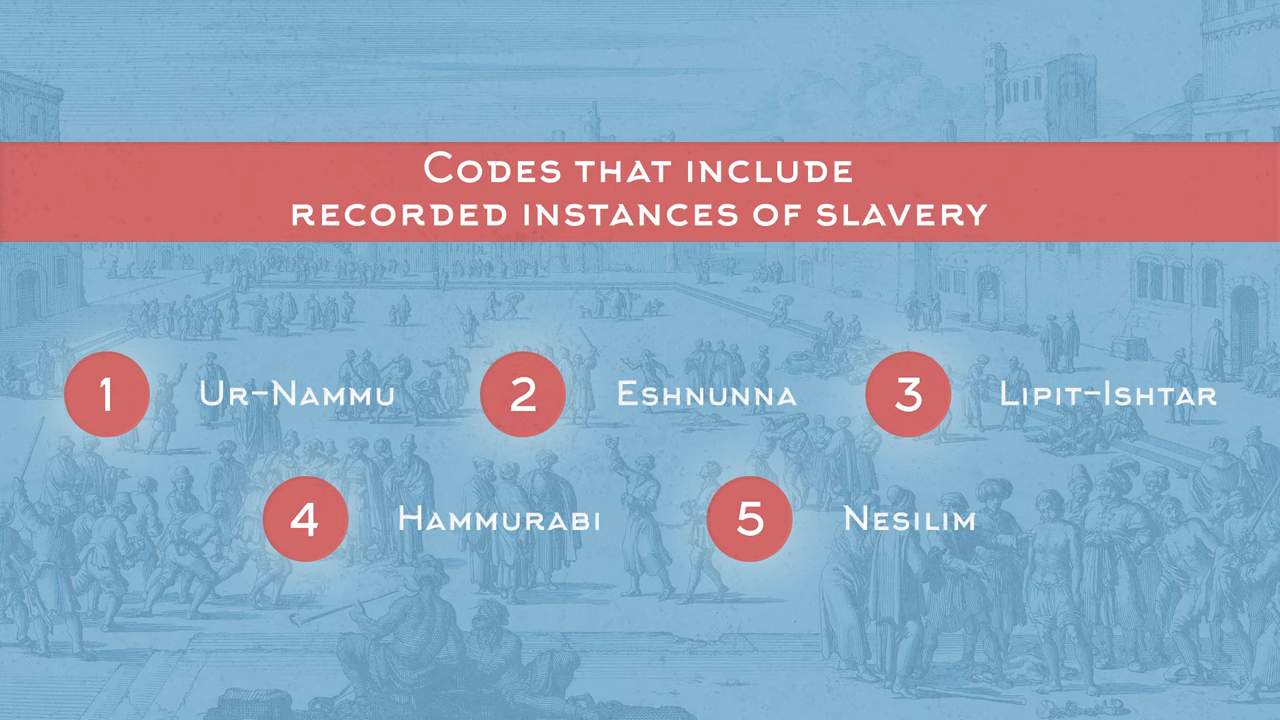 Codes that include
recorded instances of slavery
1 Ur-Nammu 2 Eshnunna 3 Lipit-Ishtar
4 Hammurabi 5 Nesilim